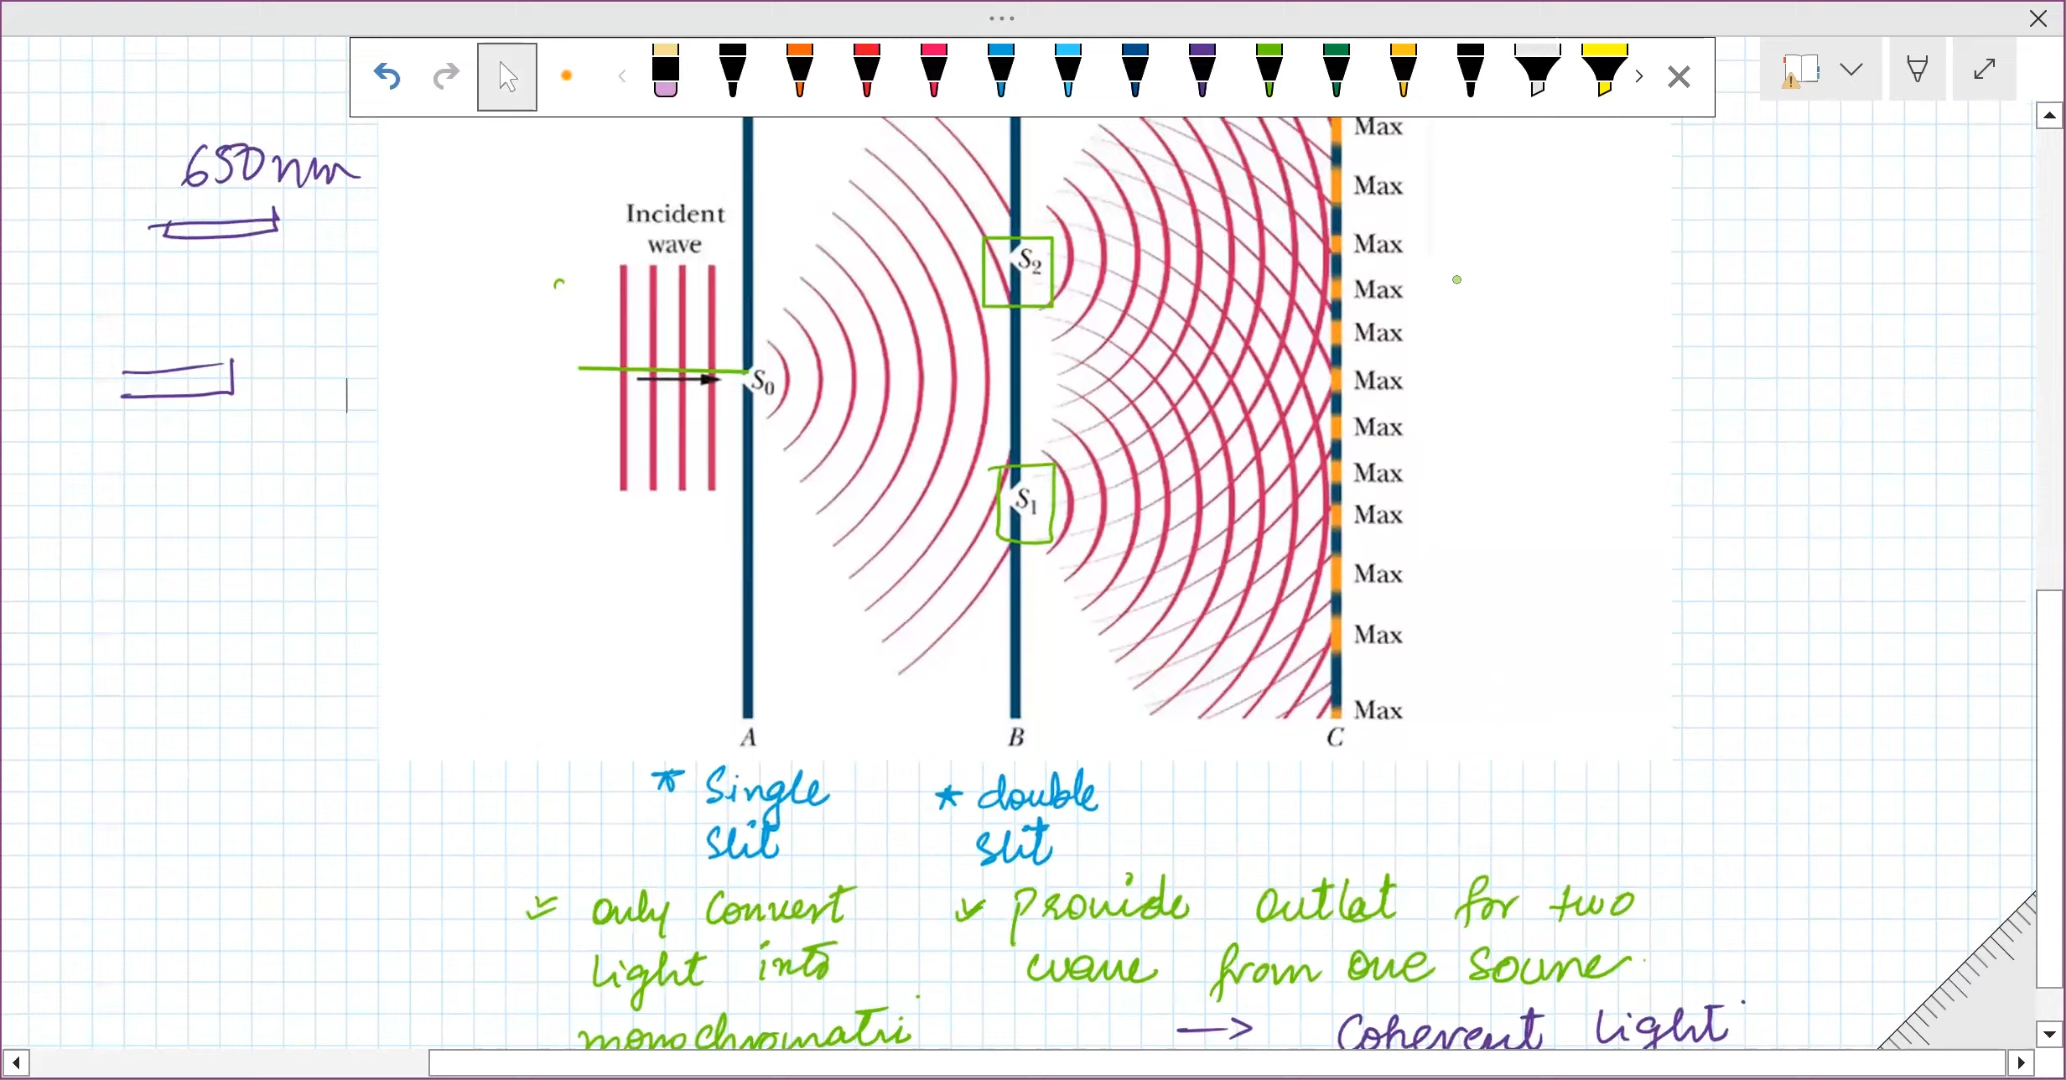 650nm
Incident
wave
S0
S2
S1
Max
Max
Max
Max
Max
Max
Max
Max
Max
Max
Max
Max
A
B
C
* Single
slit
* double
slit
only convert
light into
monochromatic
Provide outlet for two
wave from one source
→ Coherent light